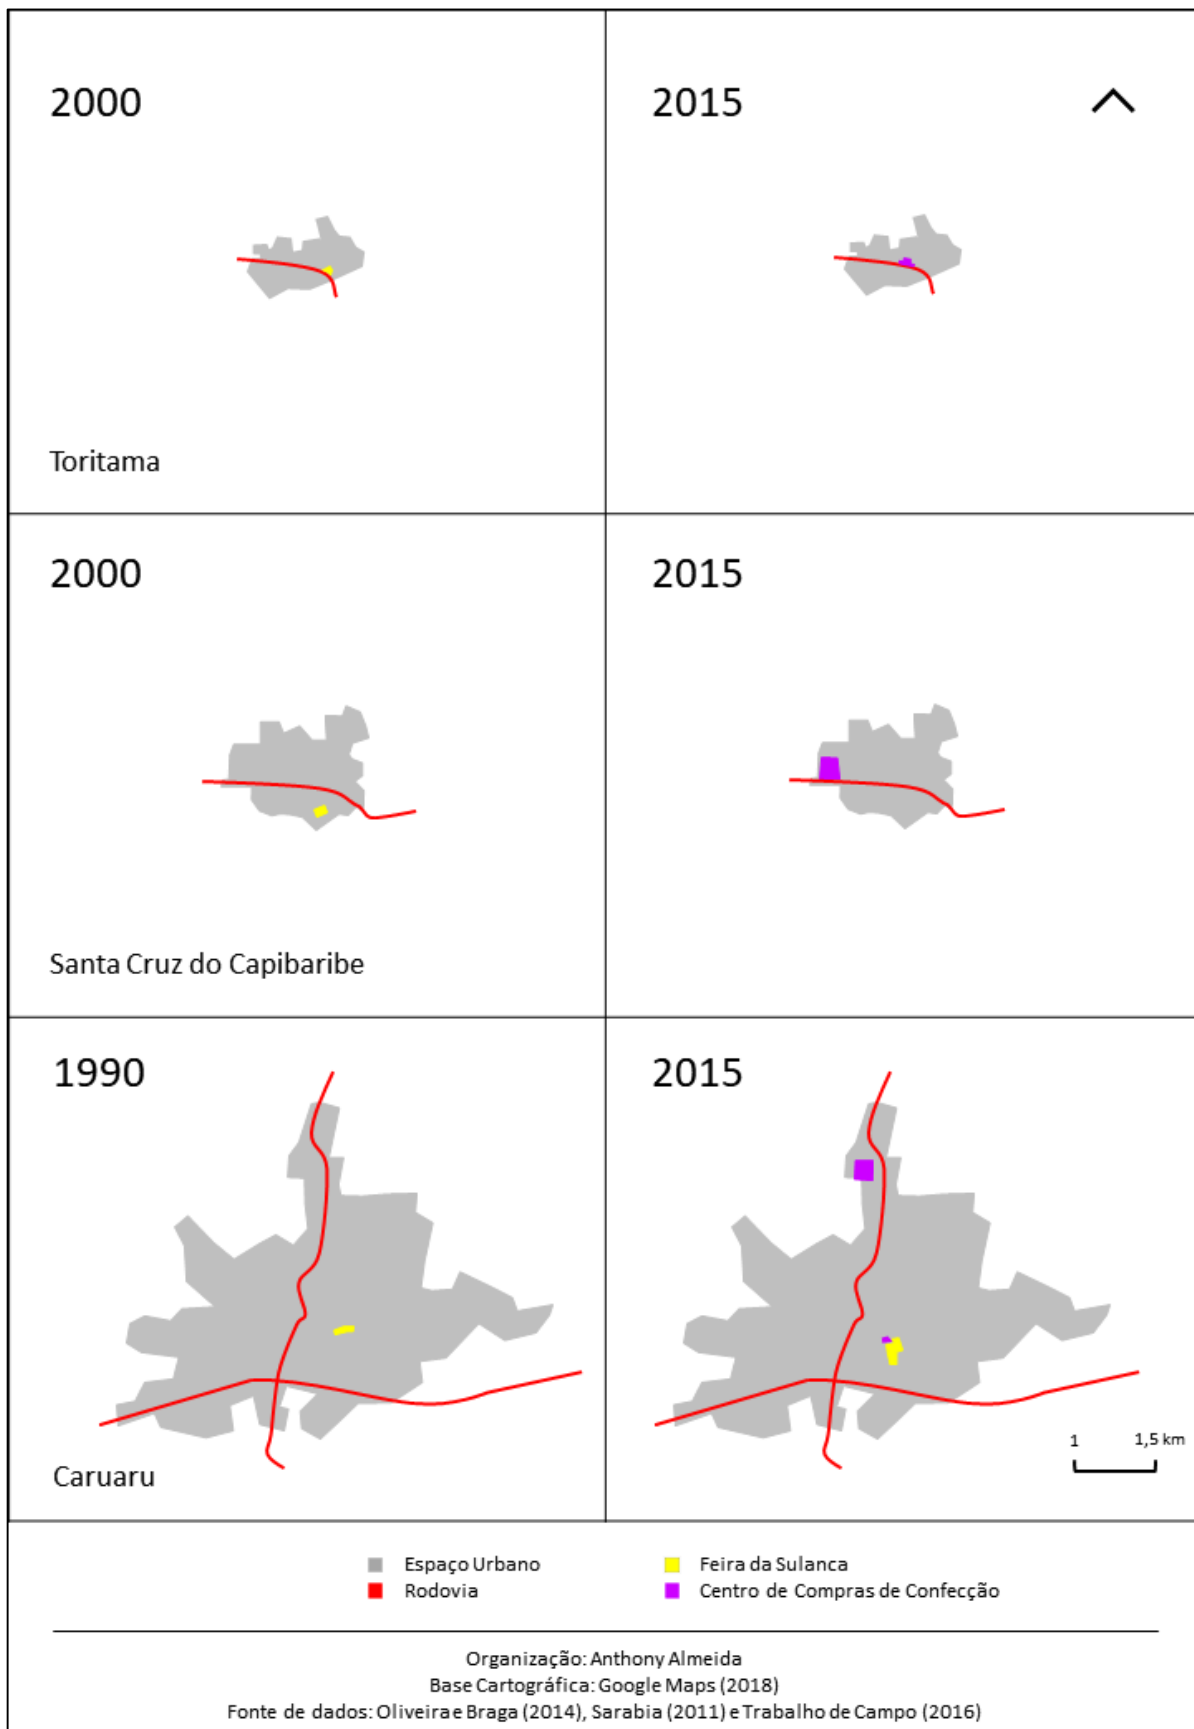 2000
2015
Toritama
2000
2015
Santa Cruz do Capibaribe
1990
2015
1 1,5 km
Caruaru
Espaço Urbano
Feira da Sulanca
Rodovia
Centro de Compras de Confecção
Organização: Anthony Almeida
Base Cartográfica: Google Maps (2018)
Fonte de dados: Oliveira e Braga (2014), Sarabia (2011) e Trabalho de Campo (2016)